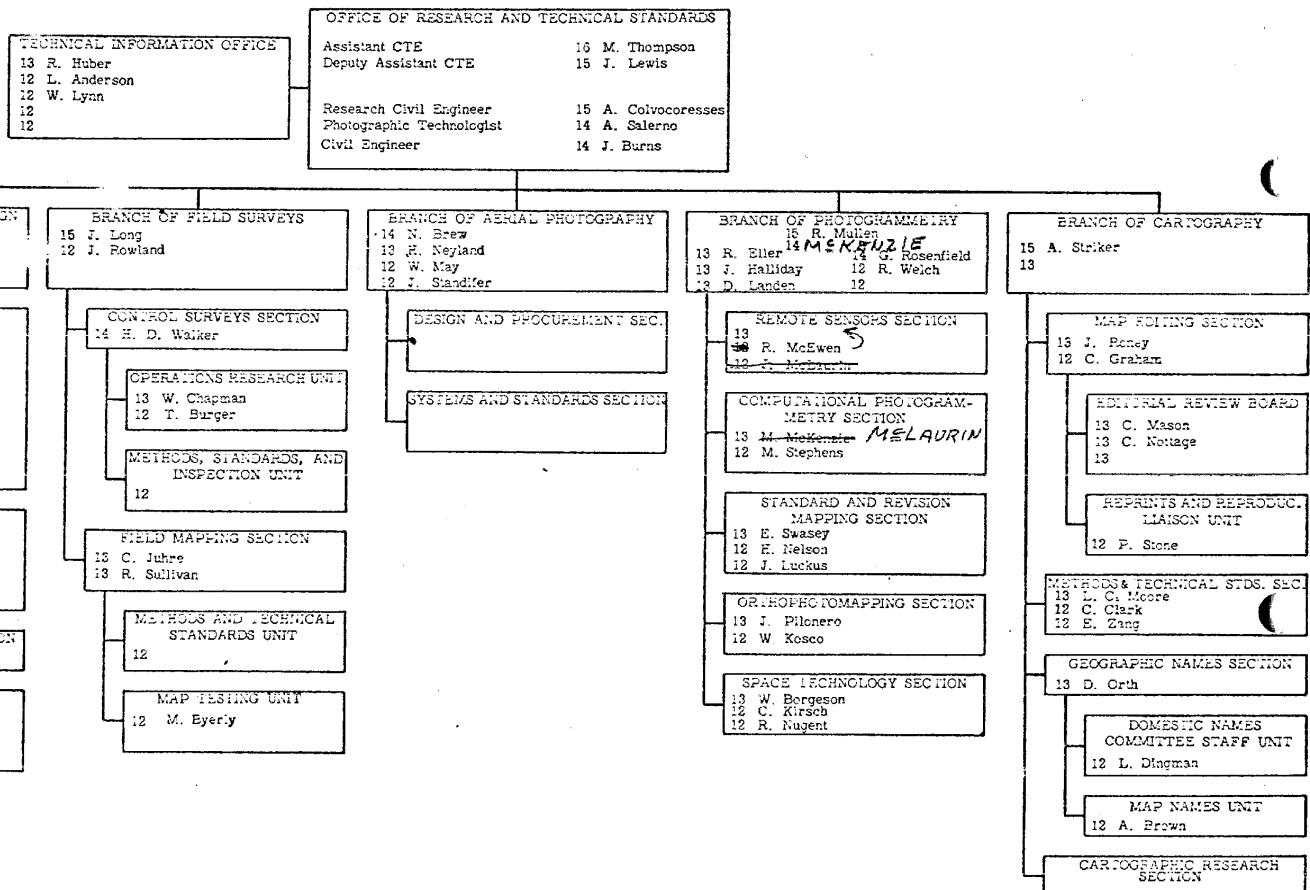 OFFICE OF RESEARCH AND TECHNICAL STANDARDS
Assistant CTE 16 M. Thompson
Deputy Assistant CTE 15 J. Lewis
Research Civil Engineer 15 A. Colvocoresses
Photographic Technologist 14 A. Salerno
Civil Engineer 14 J. Burns
TECHNICAL INFORMATION OFFICE
13 R. Huber
12 L. Anderson
12 W. Lynn
12
12
GN
ON
BRANCH OF FIELD SURVEYS
15 J. Long
12 J. Rowland
CONTROL SURVEYS SECTION
14 H. D. Walker
OPERATIONS RESEARCH UNIT
13 W. Chapman
12 T. Burger
METHODS, STANDARDS, AND
INSPECTION UNIT
12
FIELD MAPPING SECTION
13 C. Juhre
13 R. Sullivan
METHODS AND TECHNICAL
STANDARDS UNIT
12
MAP TESTING UNIT
12 M. Byerly
BRANCH OF AERIAL PHOTOGRAPHY
14 N. Brew
13 H. Neyland
12 W. May
12 J. Standifer
DESIGN AND PROCUREMENT SEC.
SYSTEMS AND STANDARDS SECTION
BRANCH OF PHOTOGRAMMETRY
15 R. Mullen
14 MCKENZIE
13 R. Eller 14 G. Rosenfield
13 J. Halliday 12 R. Welch
13 D. Landen 12
REMOTE SENSORS SECTION
13
R. McEwen
12 McLaurin
COMPUTATIONAL PHOTOGRAM-
METRY SECTION
13 M. McKenzie MCLAURIN
12 M. Stephens
STANDARD AND REVISION
MAPPING SECTION
13 E. Swasey
12 H. Nelson
12 J. Luckus
ORTHOPHOTOMAPPING SECTION
13 J. Pilonero
12 W. Kosco
SPACE TECHNOLOGY SECTION
13 W. Borgeson
12 C. Kirsch
12 R. Nugent
BRANCH OF CARTOGRAPHY
15 A. Striker
13
MAP EDITING SECTION
13 J. Roney
12 C. Graham
EDITORIAL REVIEW BOARD
13 C. Mason
13 C. Nottage
13
REPRINTS AND REPRODUC.
LIAISON UNIT
12 P. Stone
METHODS & TECHNICAL STDS. SEC.
13 L. C. Moore
12 C. Clark
12 E. Zang
GEOGRAPHIC NAMES SECTION
13 D. Orth
DOMESTIC NAMES
COMMITTEE STAFF UNIT
12 L. Dingman
MAP NAMES UNIT
12 A. Brown
CARTOGRAPHIC RESEARCH
SECTION